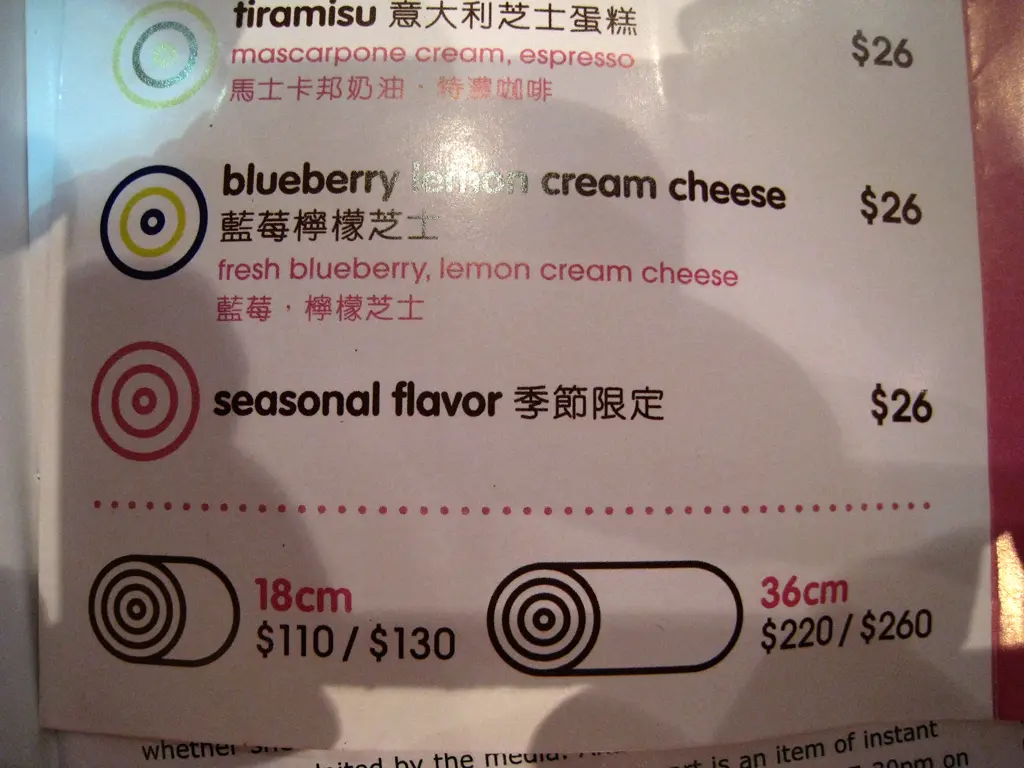 tiramisu 意大利芝士蛋糕 $26
mascarpone cream, espresso
馬士卡邦奶油，特濃咖啡
blueberry lemon cream cheese $26
藍莓檸檬芝士
fresh blueberry, lemon cream cheese
藍莓，檸檬芝士
seasonal flavor 季節限定 $26
18cm
$110 / $130
36cm
$220 / $260
whether by the media. is an item of instant
on